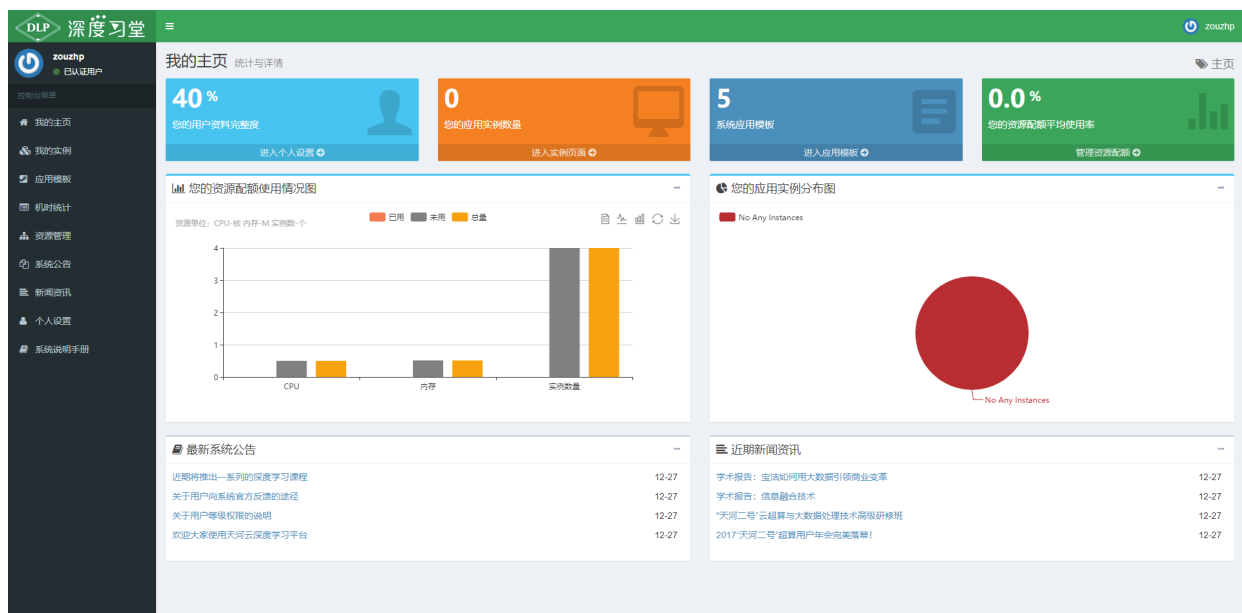 DLP 深度习堂
zouzhp
zouzhp
已认证用户
控制台菜单
我的主页
我的实例
应用模板
机时统计
资源管理
系统公告
新闻资讯
个人设置
系统说明手册
我的主页 统计与详情
主页
40 %
您的用户资料完整度
进入个人设置
0
您的应用实例数量
进入实例页面
5
系统应用模板
进入应用模板
0.0 %
您的资源配额平均使用率
管理资源配额
您的资源配额使用情况图
资源单位：CPU-核 内存-M 实例数-个
已用 未用 总量
4
3
2
1
0
CPU 内存 实例数量
您的应用实例分布图
No Any Instances
No Any Instances
最新系统公告
近期将推出一系列的深度学习课程 12-27
关于用户向系统官方反馈的途径 12-27
关于用户等级权限的说明 12-27
欢迎大家使用天河云深度学习平台 12-27
近期新闻资讯
学术报告：宝洁如何用大数据引领商业变革 12-27
学术报告：信息融合技术 12-27
“天河二号”云超算与大数据处理技术高级研修班 12-27
2017“天河二号”超算用户年会完美落幕！ 12-27